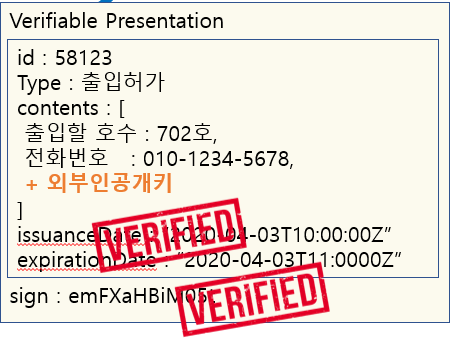 Verifiable Presentation
id : 58123
Type : 출입허가
contents : [
출입할 호수 : 702호,
전화번호 : 010-1234-5678,
+ 외부인공개키
]
issuanceDate : “2020-04-03T10:00:00Z”
VERIFIED
expirationDate : “2020-04-03T11:0000Z”
sign : 
VERIFIED